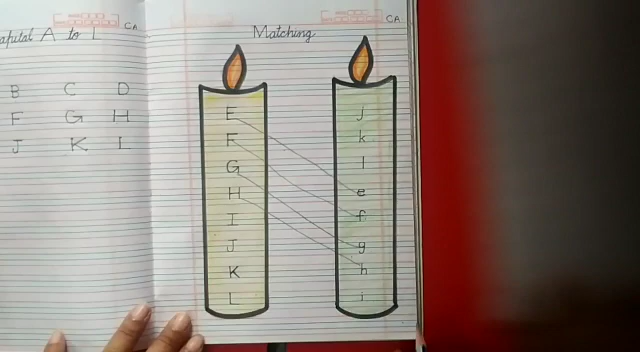 apital A to L
CA
B C D
F G H
J K L
Matching
CA
E j
F k
G l
H e
I f
J g
K h
L i